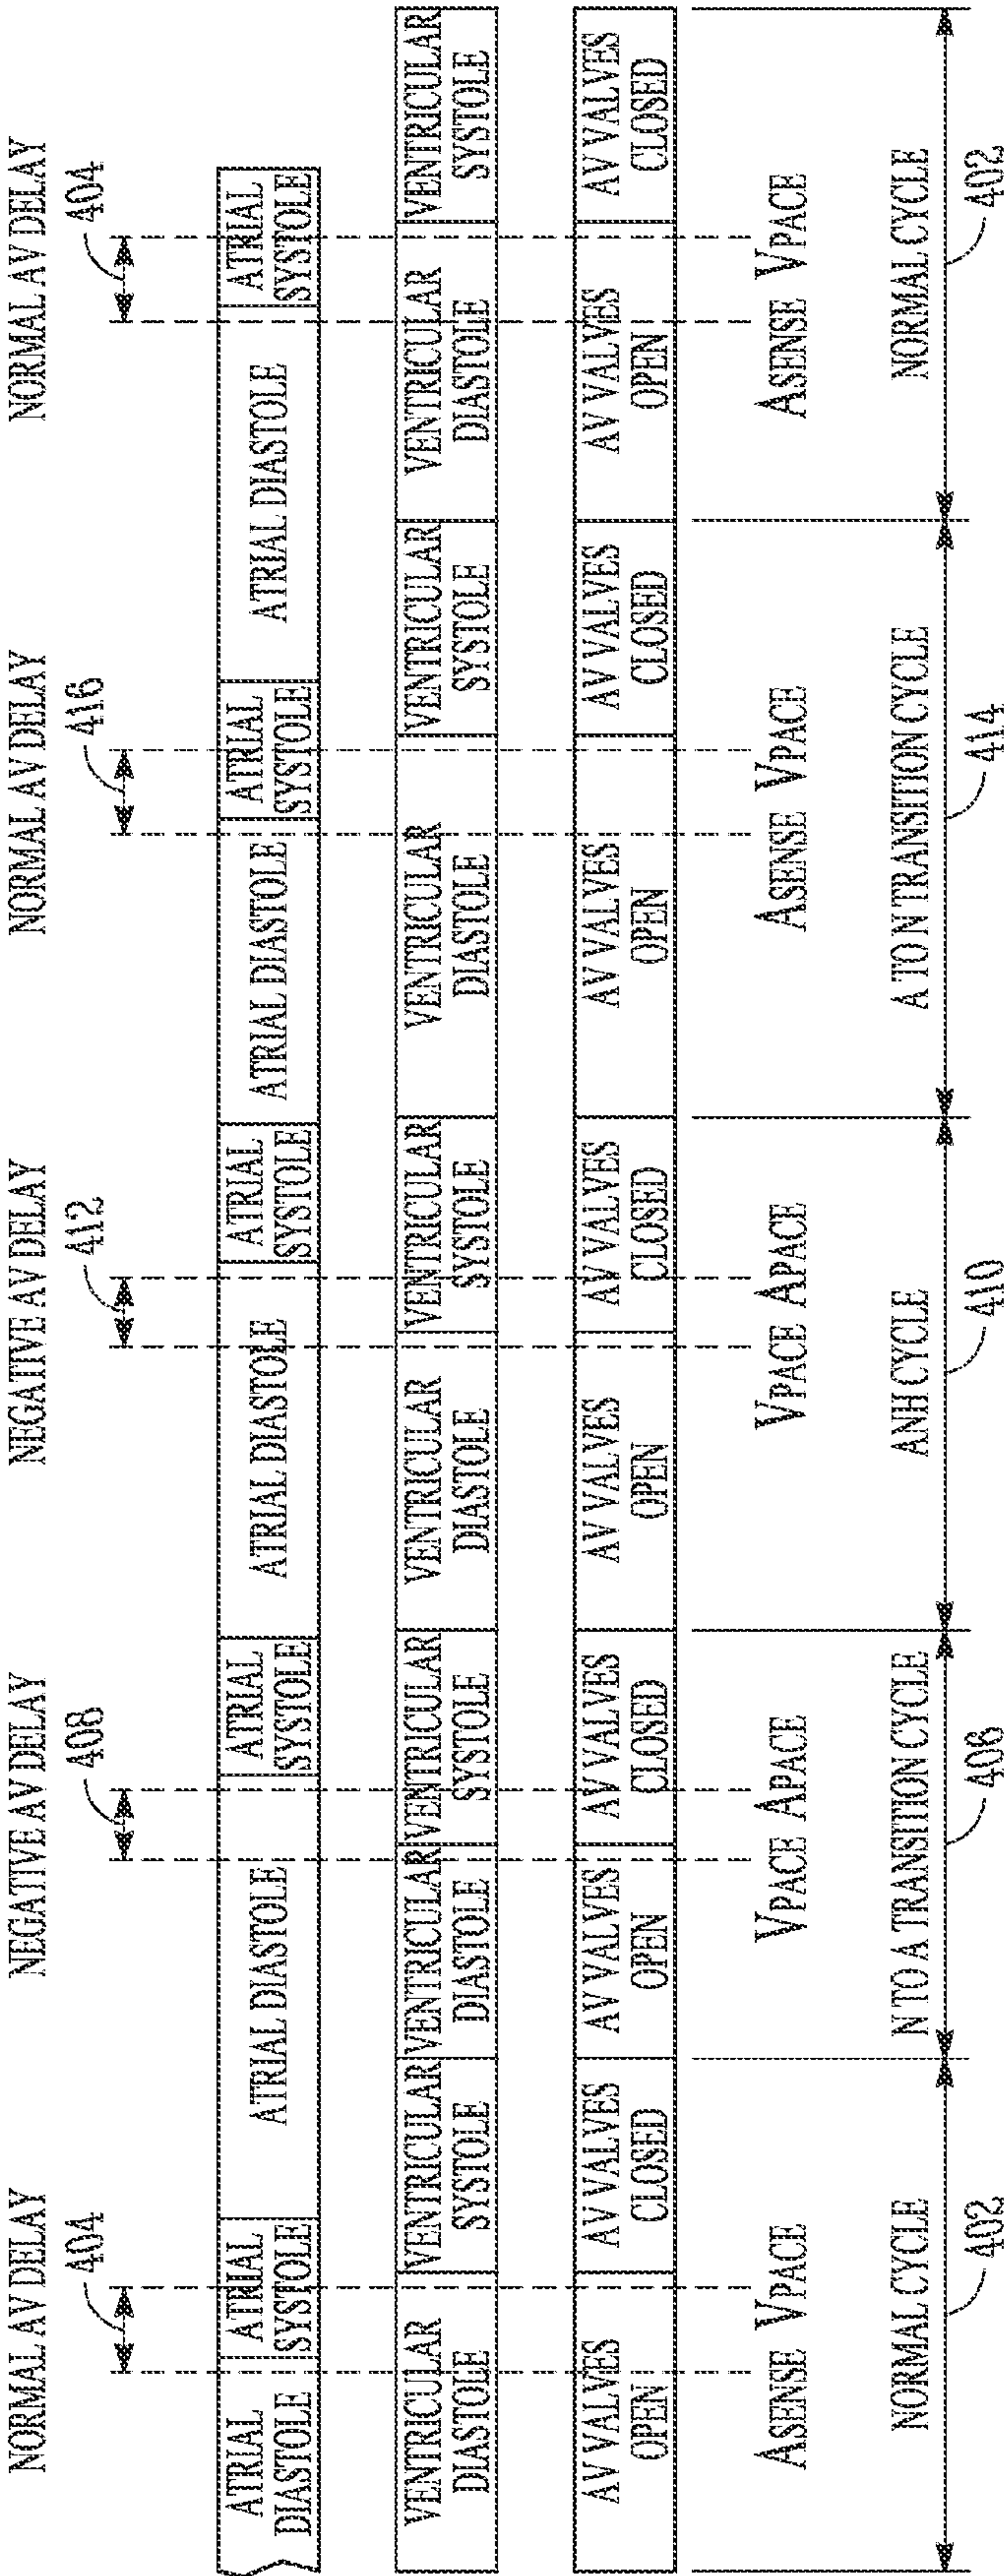 NORMAL AV DELAY
NEGATIVE AV DELAY
NEGATIVE AV DELAY
NORMAL AV DELAY
NORMAL AV DELAY
404
408
412
416
404
ATRIAL
DIASTOLE
ATRIAL
SYSTOLE
ATRIAL DIASTOLE
ATRIAL
SYSTOLE
ATRIAL DIASTOLE
ATRIAL
SYSTOLE
ATRIAL DIASTOLE
ATRIAL
SYSTOLE
ATRIAL DIASTOLE
ATRIAL
SYSTOLE
VENTRICULAR
DIASTOLE
VENTRICULAR
SYSTOLE
VENTRICULAR
DIASTOLE
VENTRICULAR
SYSTOLE
VENTRICULAR
DIASTOLE
VENTRICULAR
SYSTOLE
VENTRICULAR
DIASTOLE
VENTRICULAR
SYSTOLE
VENTRICULAR
DIASTOLE
VENTRICULAR
SYSTOLE
AV VALVES
OPEN
AV VALVES
CLOSED
AV VALVES
OPEN
AV VALVES
CLOSED
AV VALVES
OPEN
AV VALVES
CLOSED
AV VALVES
OPEN
AV VALVES
CLOSED
AV VALVES
OPEN
AV VALVES
CLOSED
ASENSE VPACE
VPACE APACE
VPACE APACE
ASENSE VPACE
ASENSE VPACE
NORMAL CYCLE
N TO A TRANSITION CYCLE
ANH CYCLE
A TO N TRANSITION CYCLE
NORMAL CYCLE
402
406
410
414
402